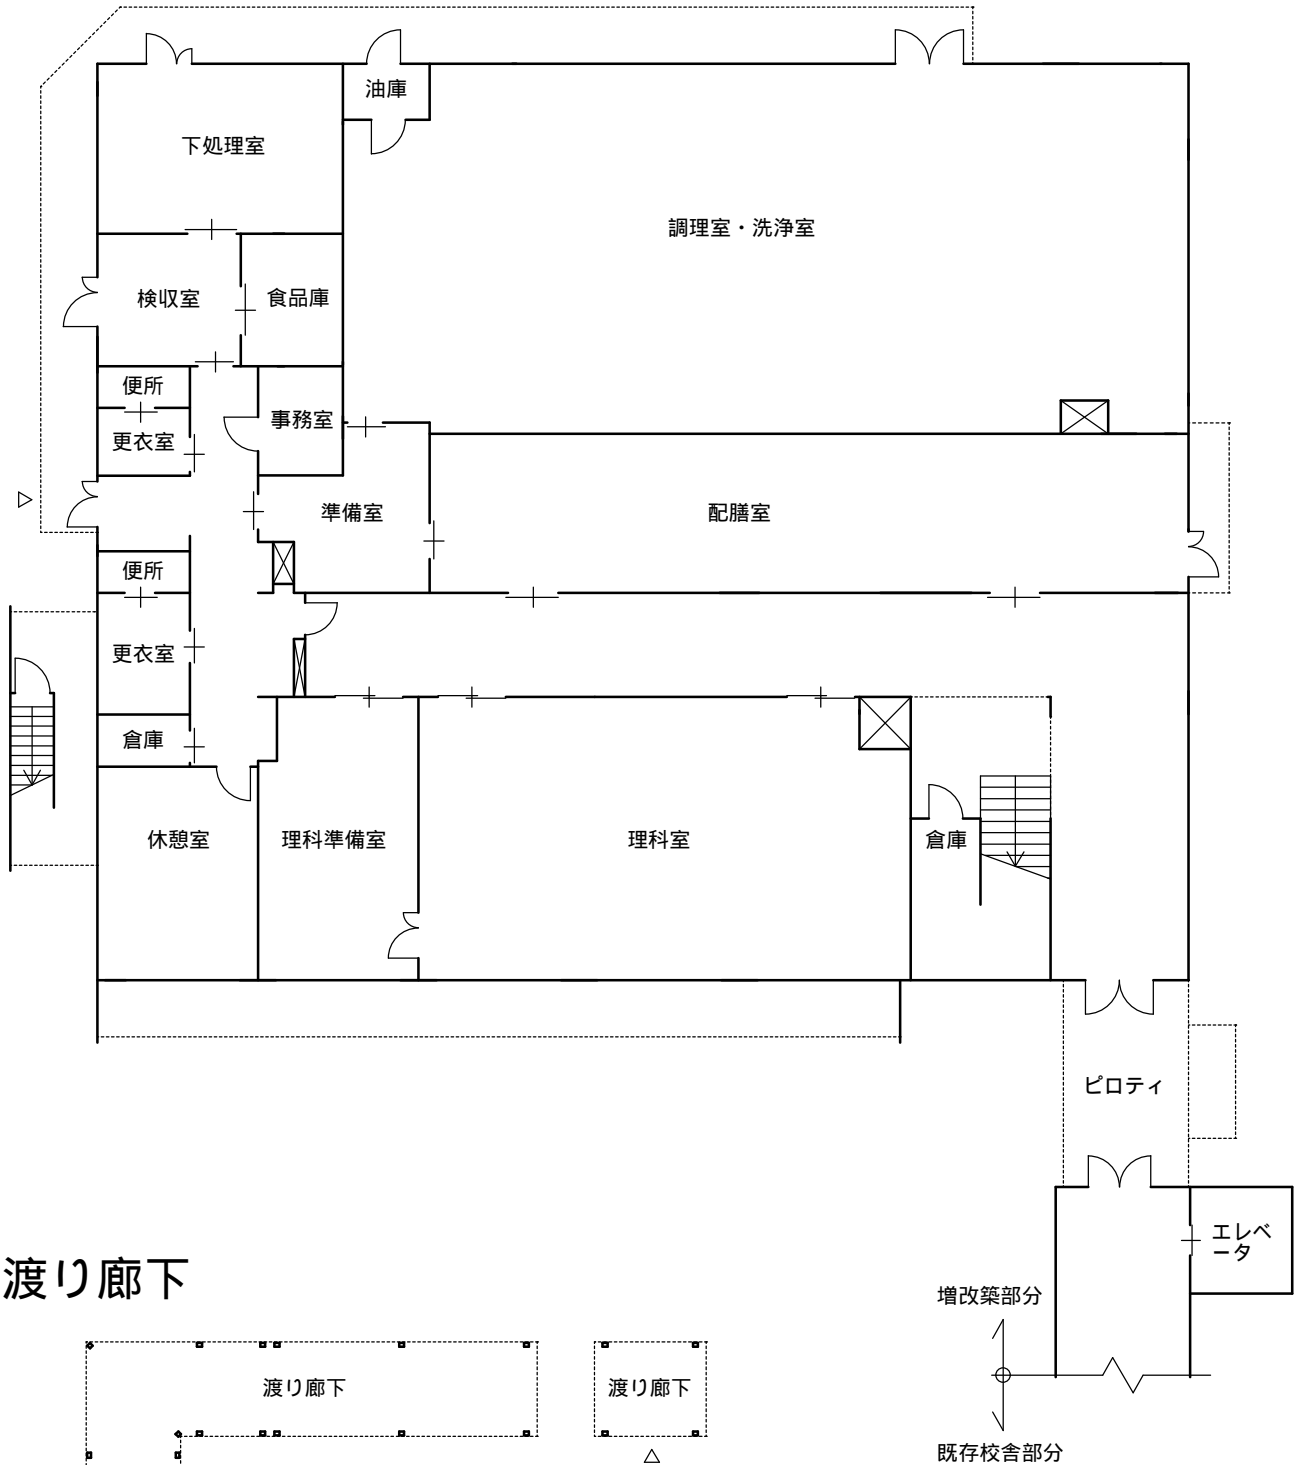 油庫
下処理室
調理室・洗浄室
検収室
食品庫
便所
事務室
更衣室
準備室
配膳室
便所
更衣室
倉庫
休憩室
理科準備室
理科室
倉庫
ピロティ
エレベ
ータ
渡り廊下
増改築部分
渡り廊下
渡り廊下
既存校舎部分